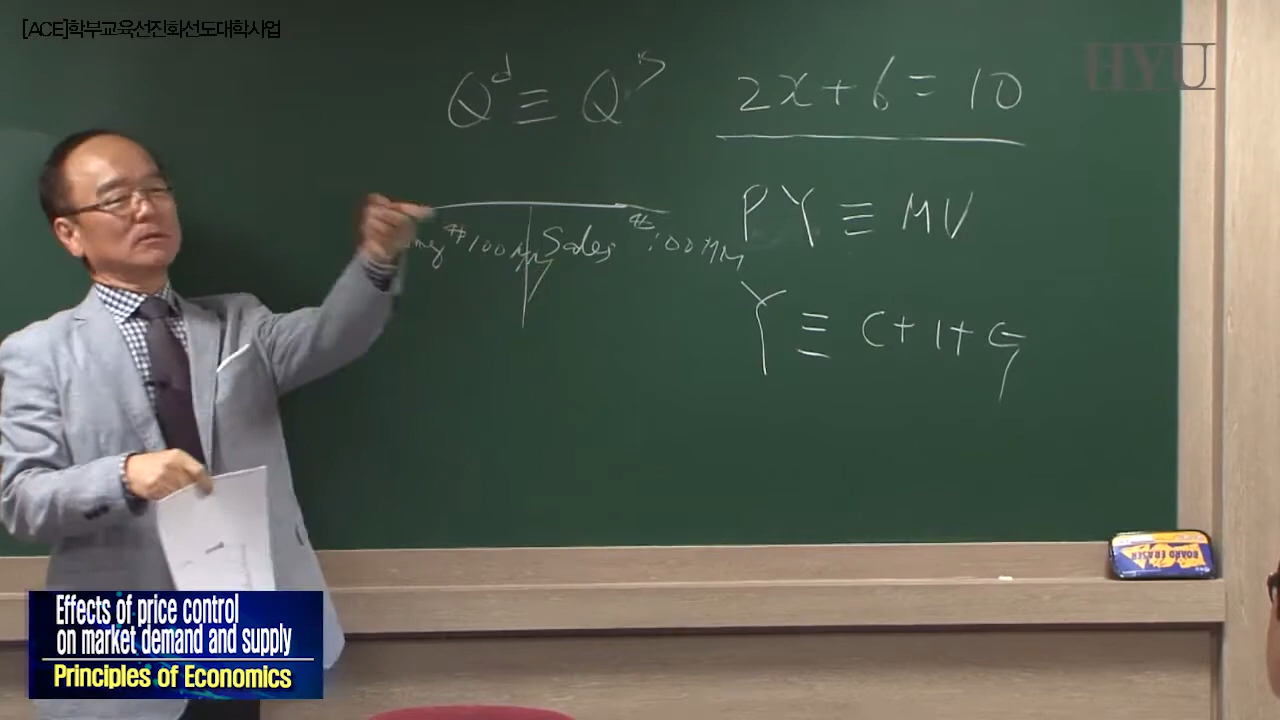 [ACE]학부교육선진화선도대학사업
HYU
Q^d ≡ Q^s
2x + 6 = 10
PY ≡ MV
Sales
Y ≡ C + I + G
BOARD ERASER
Effects of price control
on market demand and supply
Principles of Economics